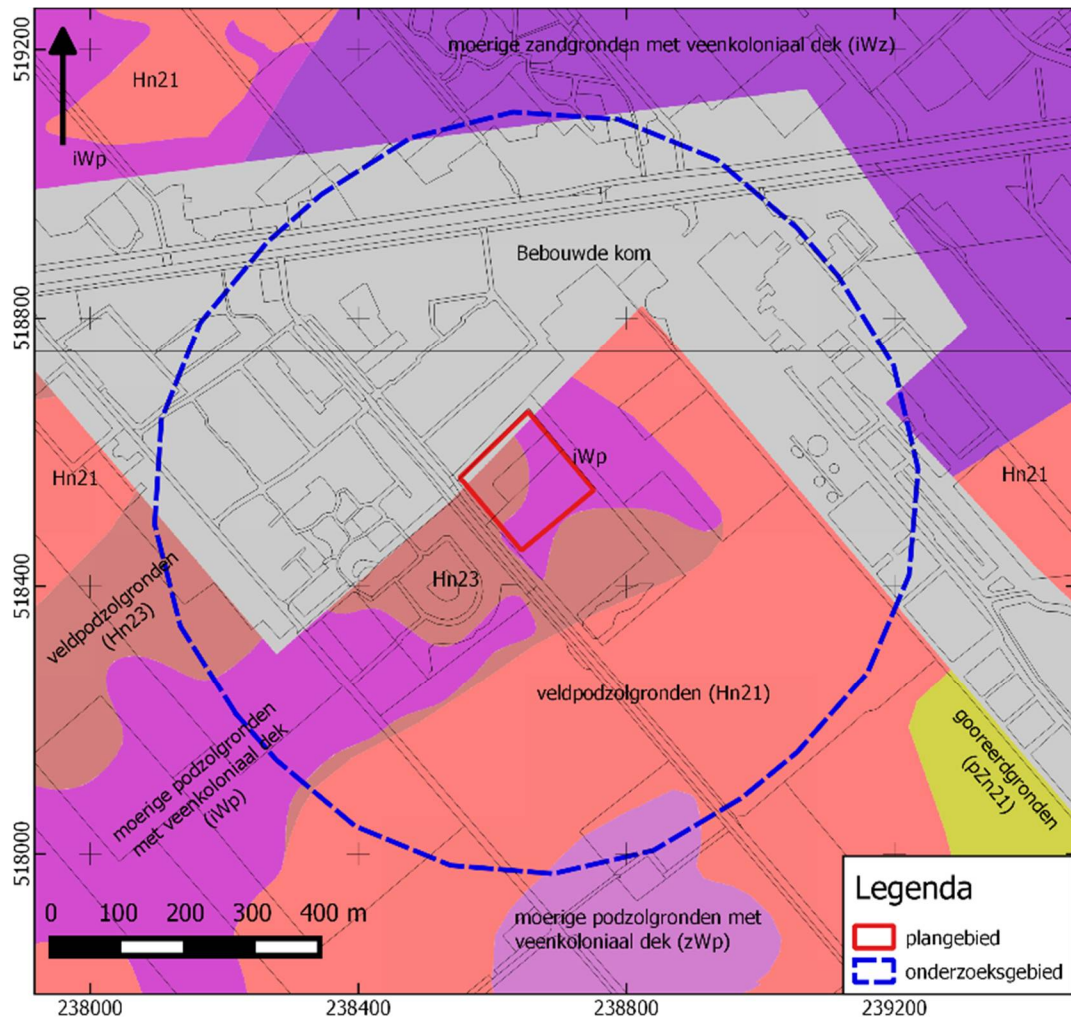 519200
moerige zandgronden met veenkoloniaal dek (iWz)
Hn21
iWp
Bebouwde kom
518800
iWp
Hn21
Hn21
Hn23
518400
veldpodzolgronden
(Hn23)
veldpodzolgronden (Hn21)
moerige podzolgronden
met veenkoloniaal dek
(iWp)
gooreerdgronden
(pZn21)
518000
moerige podzolgronden met
veenkoloniaal dek (zWp)
0 100 200 300 400 m
Legenda
plangebied
onderzoeksgebied
238000 238400 238800 239200